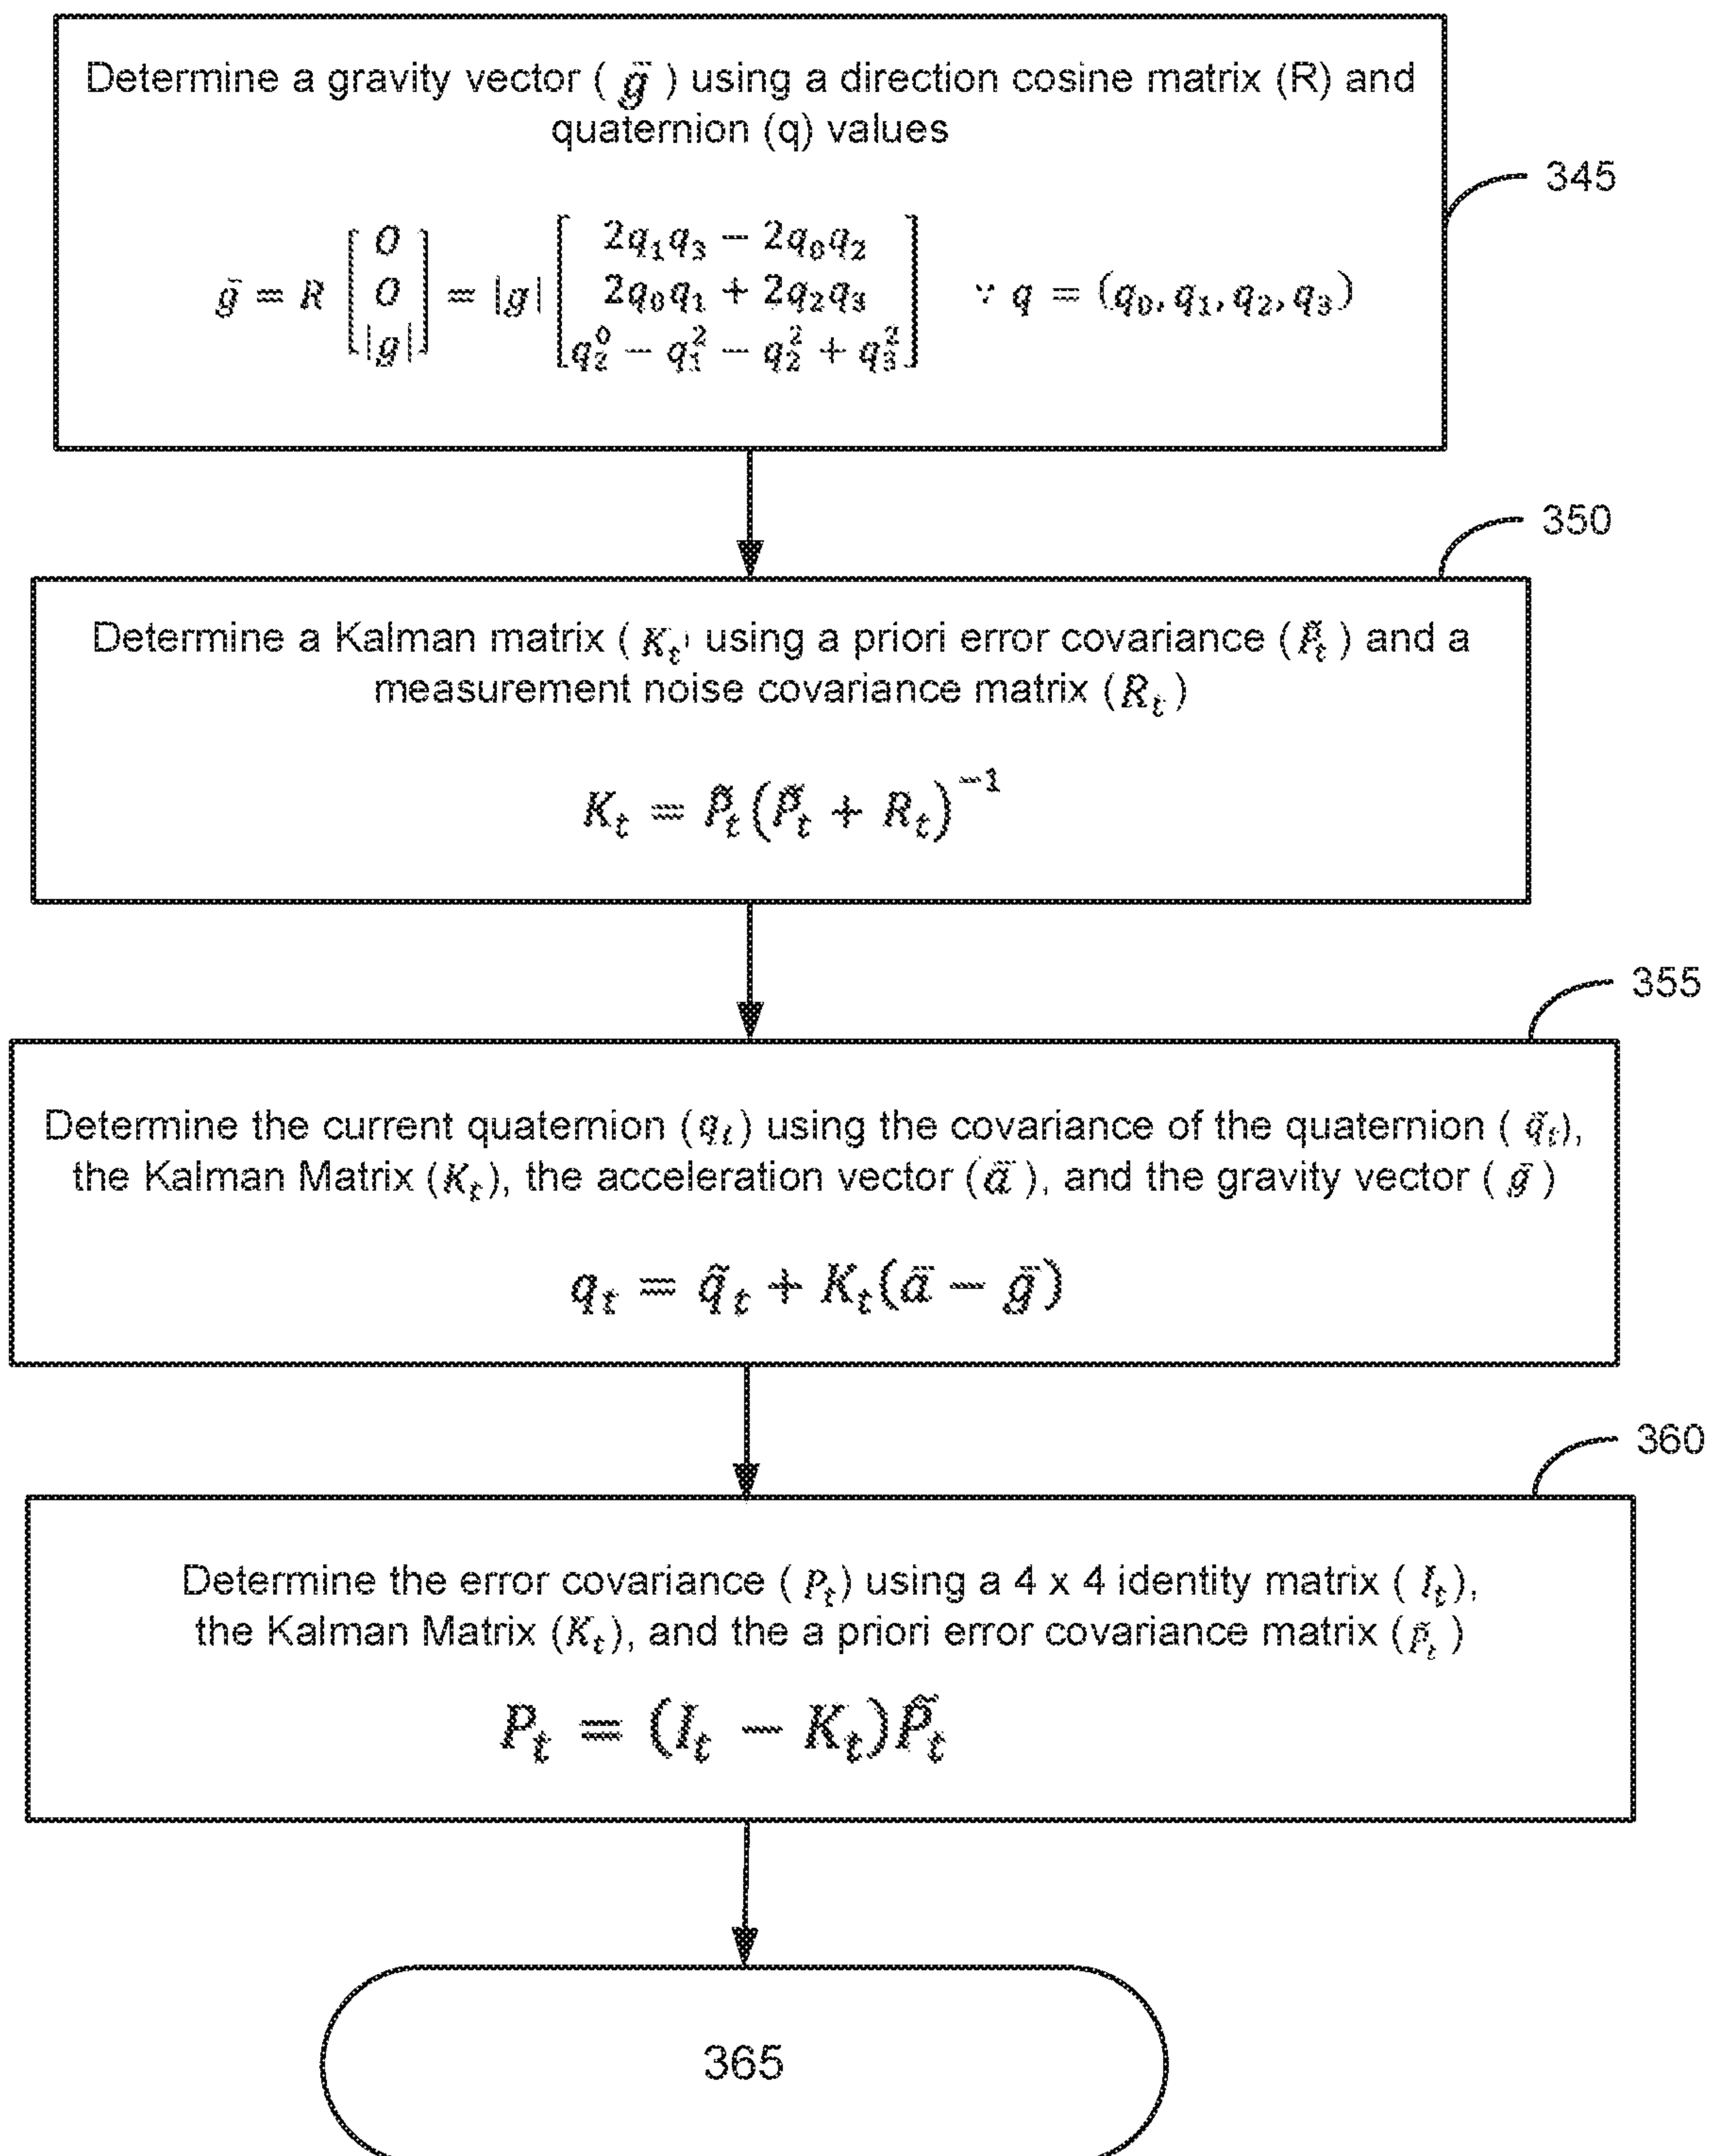 Determine a gravity vector ( g̃ ) using a direction cosine matrix (R) and
quaternion (q) values
345
g̃ = R [ 0 0 |g| ] = |g| [ 2q₁q₃ − 2q₀q₂ 2q₀q₁ + 2q₂q₃ q₂⁰ − q₁² − q₂² + q₃² ] ∵ q = (q₀, q₁, q₂, q₃)
350
Determine a Kalman matrix ( Kₜ) using a priori error covariance (P̃ₜ ) and a
measurement noise covariance matrix (Rₜ )
Kₜ = P̃ₜ(P̃ₜ + Rₜ)⁻¹
355
Determine the current quaternion (qₜ) using the covariance of the quaternion ( q̃ₜ),
the Kalman Matrix (Kₜ), the acceleration vector (ã ), and the gravity vector ( g̃ )
qₜ = q̃ₜ + Kₜ(ã − g̃)
360
Determine the error covariance ( Pₜ) using a 4 x 4 identity matrix ( Iₜ),
the Kalman Matrix (Kₜ), and the a priori error covariance matrix (P̃ₜ )
Pₜ = (Iₜ − Kₜ)P̃ₜ
365